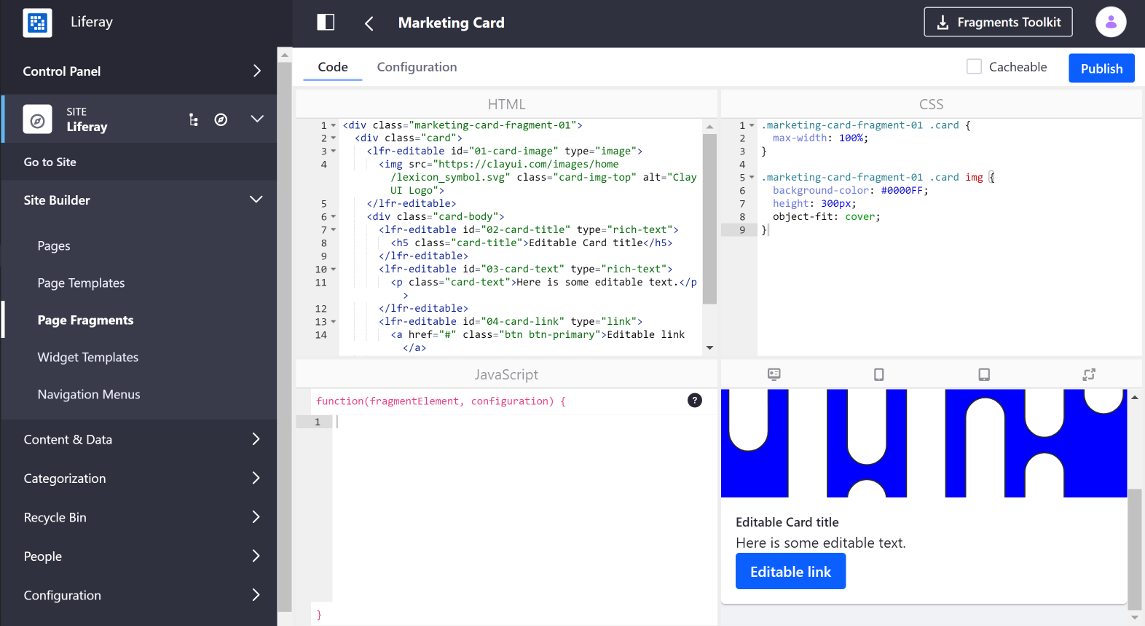 Liferay
Marketing Card
Fragments Toolkit
Control Panel
SITE
Liferay
Go to Site
Site Builder
Pages
Page Templates
Page Fragments
Widget Templates
Navigation Menus
Content & Data
Categorization
Recycle Bin
People
Configuration
Code
Configuration
Cacheable
Publish
HTML
1 <div class="marketing-card-fragment-01">
2 <div class="card">
3 <lfr-editable id="01-card-image" type="image">
4 <img src="https://clayui.com/images/home
/lexicon_symbol.svg" class="card-img-top" alt="Clay
UI Logo">
5 </lfr-editable>
6 <div class="card-body">
7 <lfr-editable id="02-card-title" type="rich-text">
8 <h5 class="card-title">Editable Card title</h5>
9 </lfr-editable>
10 <lfr-editable id="03-card-text" type="rich-text">
11 <p class="card-text">Here is some editable text.</p
>
12 </lfr-editable>
13 <lfr-editable id="04-card-link" type="link">
14 <a href="#" class="btn btn-primary">Editable link
</a>
CSS
1 .marketing-card-fragment-01 .card {
2 max-width: 100%;
3 }
4
5 .marketing-card-fragment-01 .card img {
6 background-color: #0000FF;
7 height: 300px;
8 object-fit: cover;
9 }
JavaScript
function(fragmentElement, configuration) {
?
1
}
Editable Card title
Here is some editable text.
Editable link